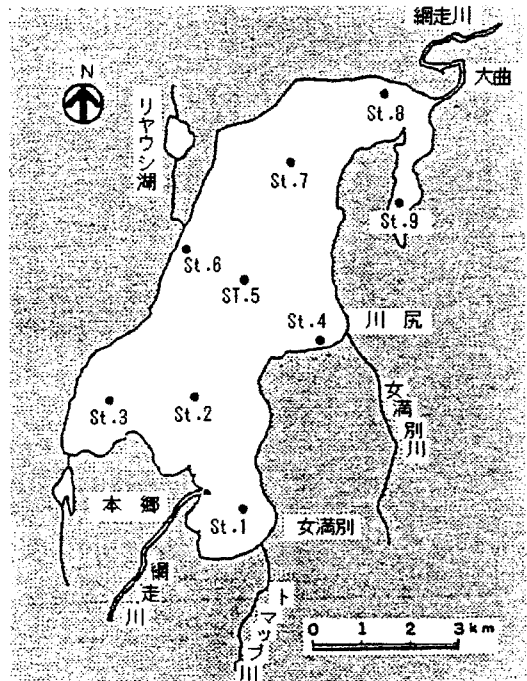 網走川
大曲
N
リヤウシ湖
St.8
St.7
St.9
St.6
ST.5
St.4
川尻
女満別川
St.3
St.2
本郷
St.1
女満別
網走川
トマップ川
0 1 2 3 km